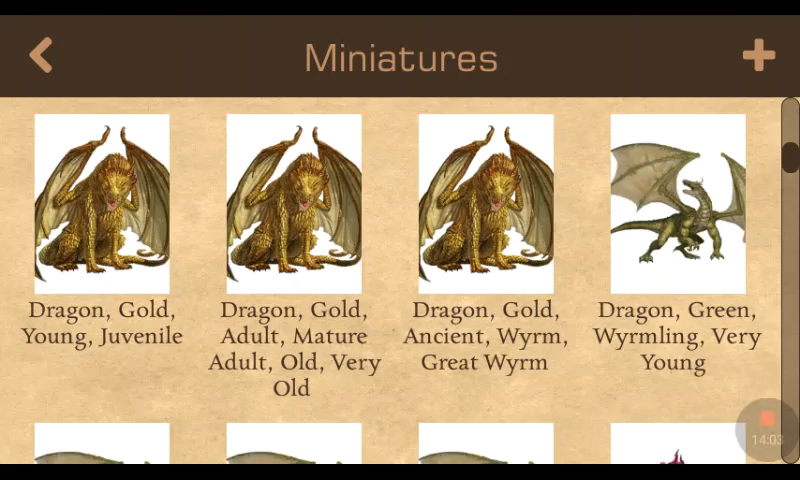 Miniatures
Dragon, Gold,
Young, Juvenile
Dragon, Gold,
Adult, Mature
Adult, Old, Very
Old
Dragon, Gold,
Ancient, Wyrm,
Great Wyrm
Dragon, Green,
Wyrmling, Very
Young
14:03